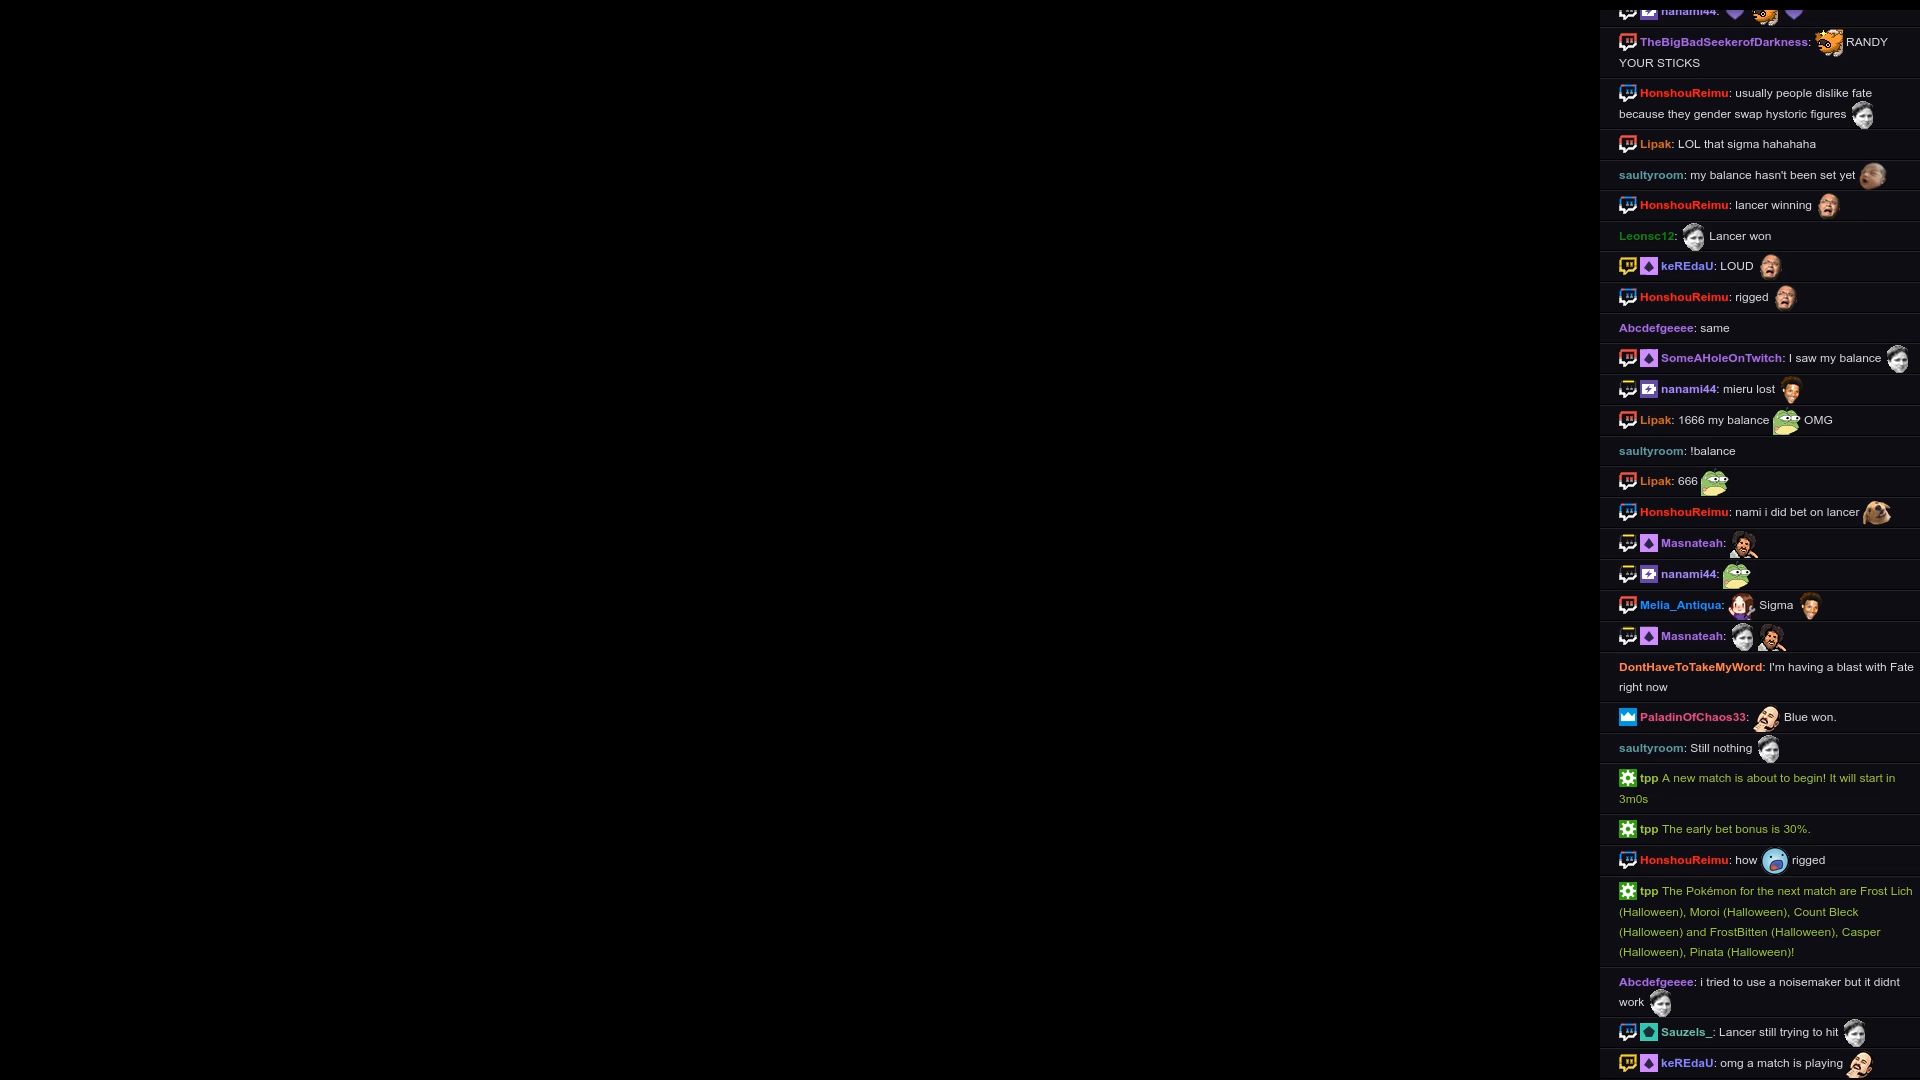 nanami44:
TheBigBadSeekerofDarkness: RANDY
YOUR STICKS
HonshouReimu: usually people dislike fate
because they gender swap hystoric figures
Lipak: LOL that sigma hahahaha
saultyroom: my balance hasn't been set yet
HonshouReimu: lancer winning
Leonsc12: Lancer won
keREdaU: LOUD
HonshouReimu: rigged
Abcdefgeeee: same
SomeAHoleOnTwitch: I saw my balance
nanami44: mieru lost
Lipak: 1666 my balance OMG
saultyroom: !balance
Lipak: 666
HonshouReimu: nami i did bet on lancer
Masnateah:
nanami44:
Melia_Antiqua: Sigma
Masnateah:
DontHaveToTakeMyWord: I'm having a blast with Fate
right now
PaladinOfChaos33: Blue won.
saultyroom: Still nothing
tpp A new match is about to begin! It will start in
3m0s
tpp The early bet bonus is 30%.
HonshouReimu: how rigged
tpp The Pokémon for the next match are Frost Lich
(Halloween), Moroi (Halloween), Count Bleck
(Halloween) and FrostBitten (Halloween), Casper
(Halloween), Pinata (Halloween)!
Abcdefgeeee: i tried to use a noisemaker but it didnt
work
Sauzels_: Lancer still trying to hit
keREdaU: omg a match is playing